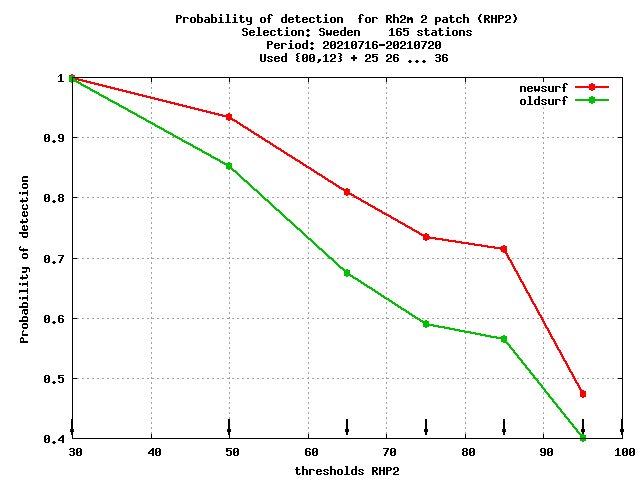 Probability of detection  for Rh2m 2 patch (RHP2)
Selection: Sweden    165 stations
Period: 20210716-20210720
Used {00,12} + 25 26 ... 36
newsurf
oldsurf
Probability of detection
1
0.9
0.8
0.7
0.6
0.5
0.4
30 40 50 60 70 80 90 100
thresholds RHP2